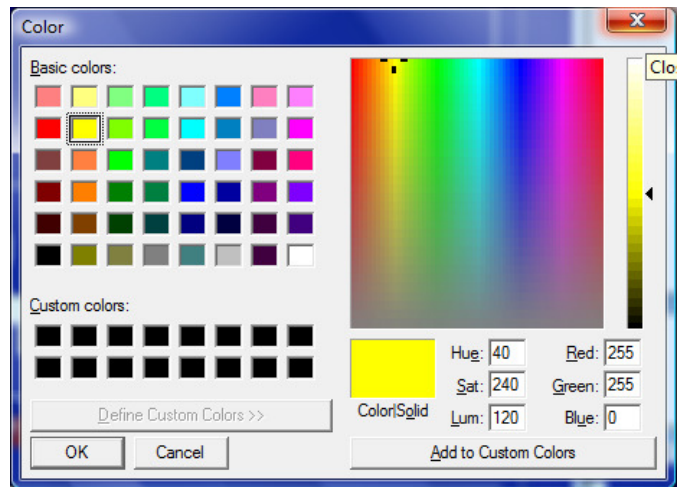 Color
X
Clo
Basic colors:
Custom colors:
Define Custom Colors >>
OK
Cancel
Color|Solid
Hue: 40
Sat: 240
Lum: 120
Red: 255
Green: 255
Blue: 0
Add to Custom Colors